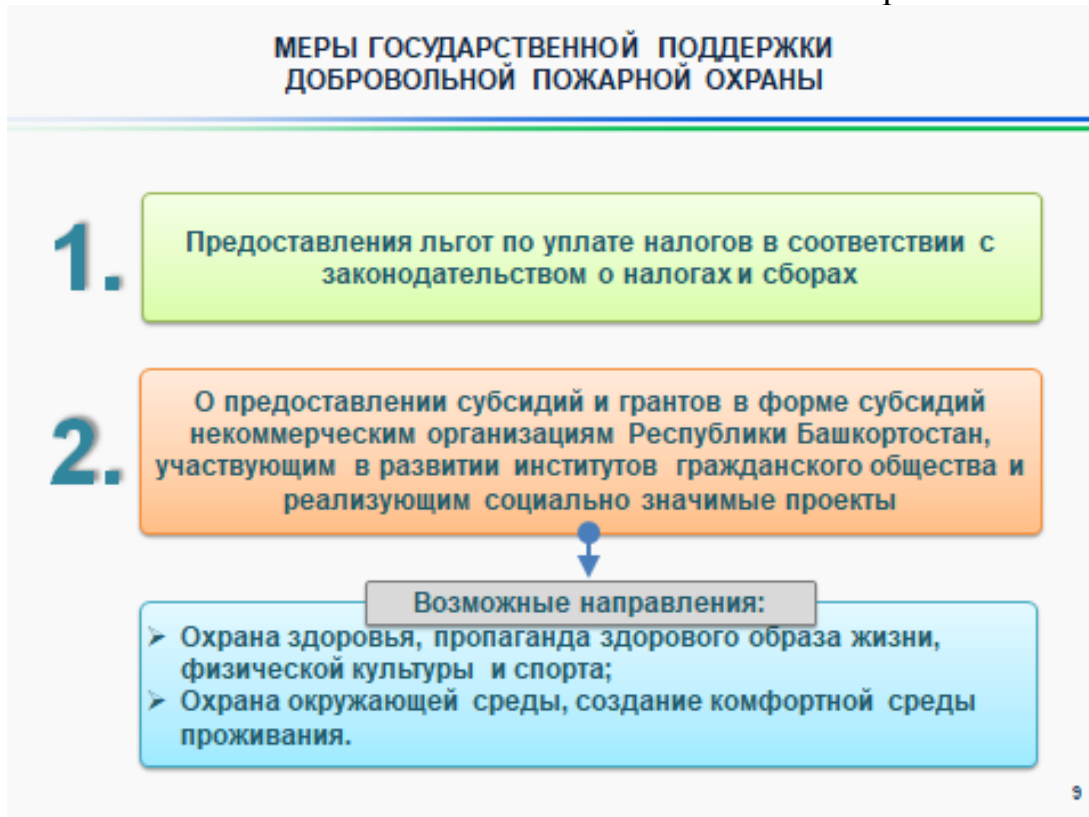 МЕРЫ ГОСУДАРСТВЕННОЙ ПОДДЕРЖКИ
ДОБРОВОЛЬНОЙ ПОЖАРНОЙ ОХРАНЫ
1.
Предоставления льгот по уплате налогов в соответствии с
законодательством о налогах и сборах
2.
О предоставлении субсидий и грантов в форме субсидий
некоммерческим организациям Республики Башкортостан,
участвующим в развитии институтов гражданского общества и
реализующим социально значимые проекты
Возможные направления:
➢ Охрана здоровья, пропаганда здорового образа жизни,
физической культуры и спорта;
➢ Охрана окружающей среды, создание комфортной среды
проживания.
9